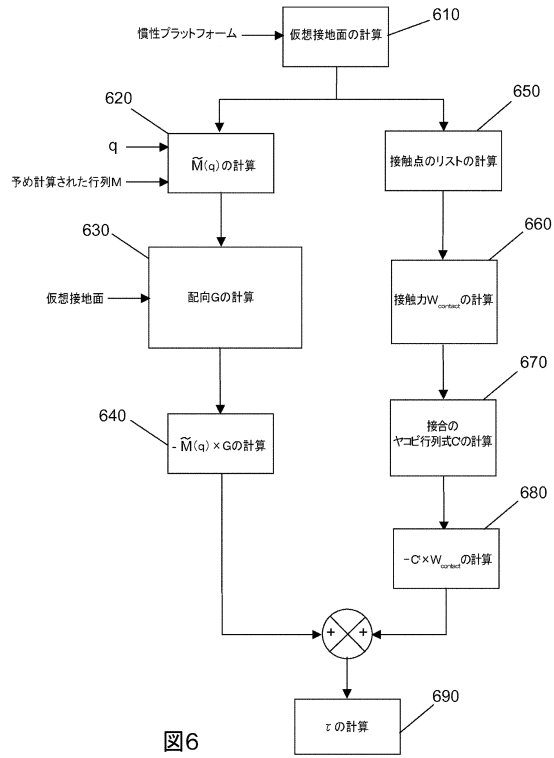 610
慣性プラットフォーム
仮想接地面の計算
620
q
予め計算された行列M
M̃(q)の計算
650
接触点のリストの計算
630
仮想接地面
配向Gの計算
660
接触力Wcontactの計算
640
- M̃(q)×Gの計算
670
接合の
ヤコビ行列式Cᵗの計算
680
-Cᵗ×Wcontactの計算
+ +
690
τの計算
図6